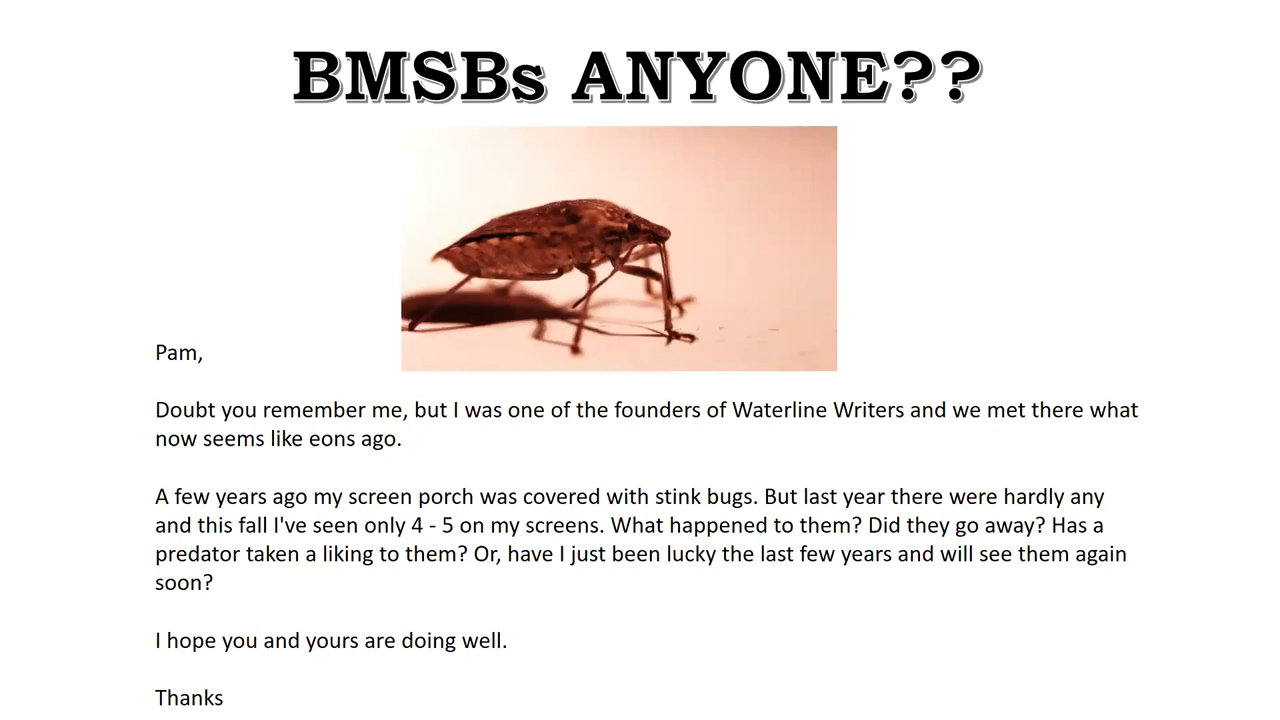 BMSBs ANYONE??
Pam,
Doubt you remember me, but I was one of the founders of Waterline Writers and we met there what
now seems like eons ago.
A few years ago my screen porch was covered with stink bugs. But last year there were hardly any
and this fall I've seen only 4 - 5 on my screens. What happened to them? Did they go away? Has a
predator taken a liking to them? Or, have I just been lucky the last few years and will see them again
soon?
I hope you and yours are doing well.
Thanks